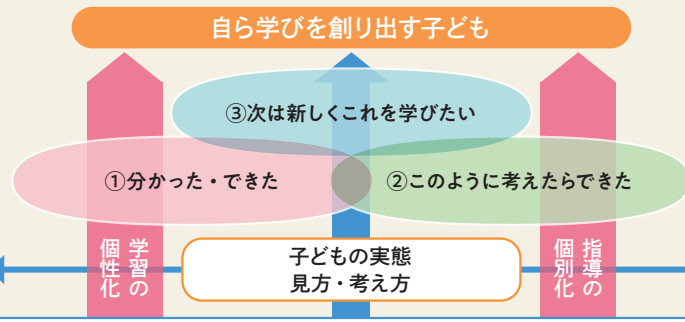 自ら学びを創り出す子ども
③次は新しくこれを学びたい
①分かった・できた
②このように考えたらできた
学習の
個性化
子どもの実態
見方・考え方
指導の
個別化